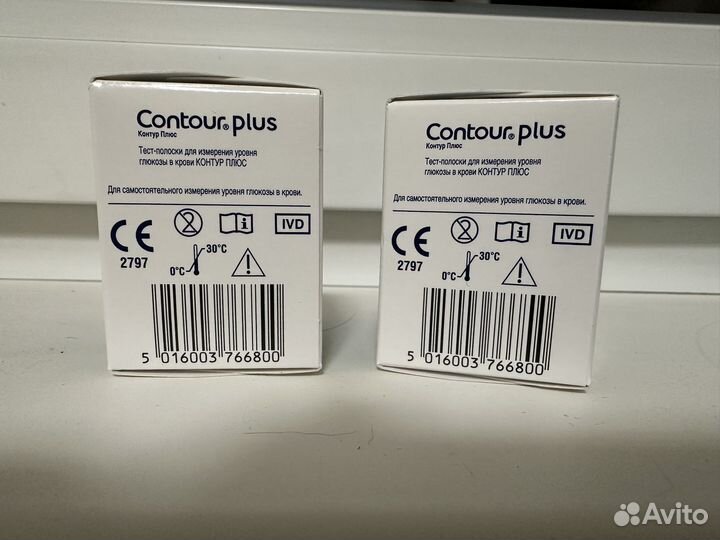 Contour® plus
Контур Плюс
Тест-полоски для измерения уровня
глюкозы в крови КОНТУР ПЛЮС
Для самостоятельного измерения уровня глюкозы в крови.
CE
2797
2
i
IVD
0°C
30°C
5 016003 766800
Contour® plus
Контур Плюс
Тест-полоски для измерения уровня
глюкозы в крови КОНТУР ПЛЮС
Для самостоятельного измерения уровня глюкозы в крови.
CE
2797
2
i
IVD
0°C
30°C
5 016003 766800
Avito